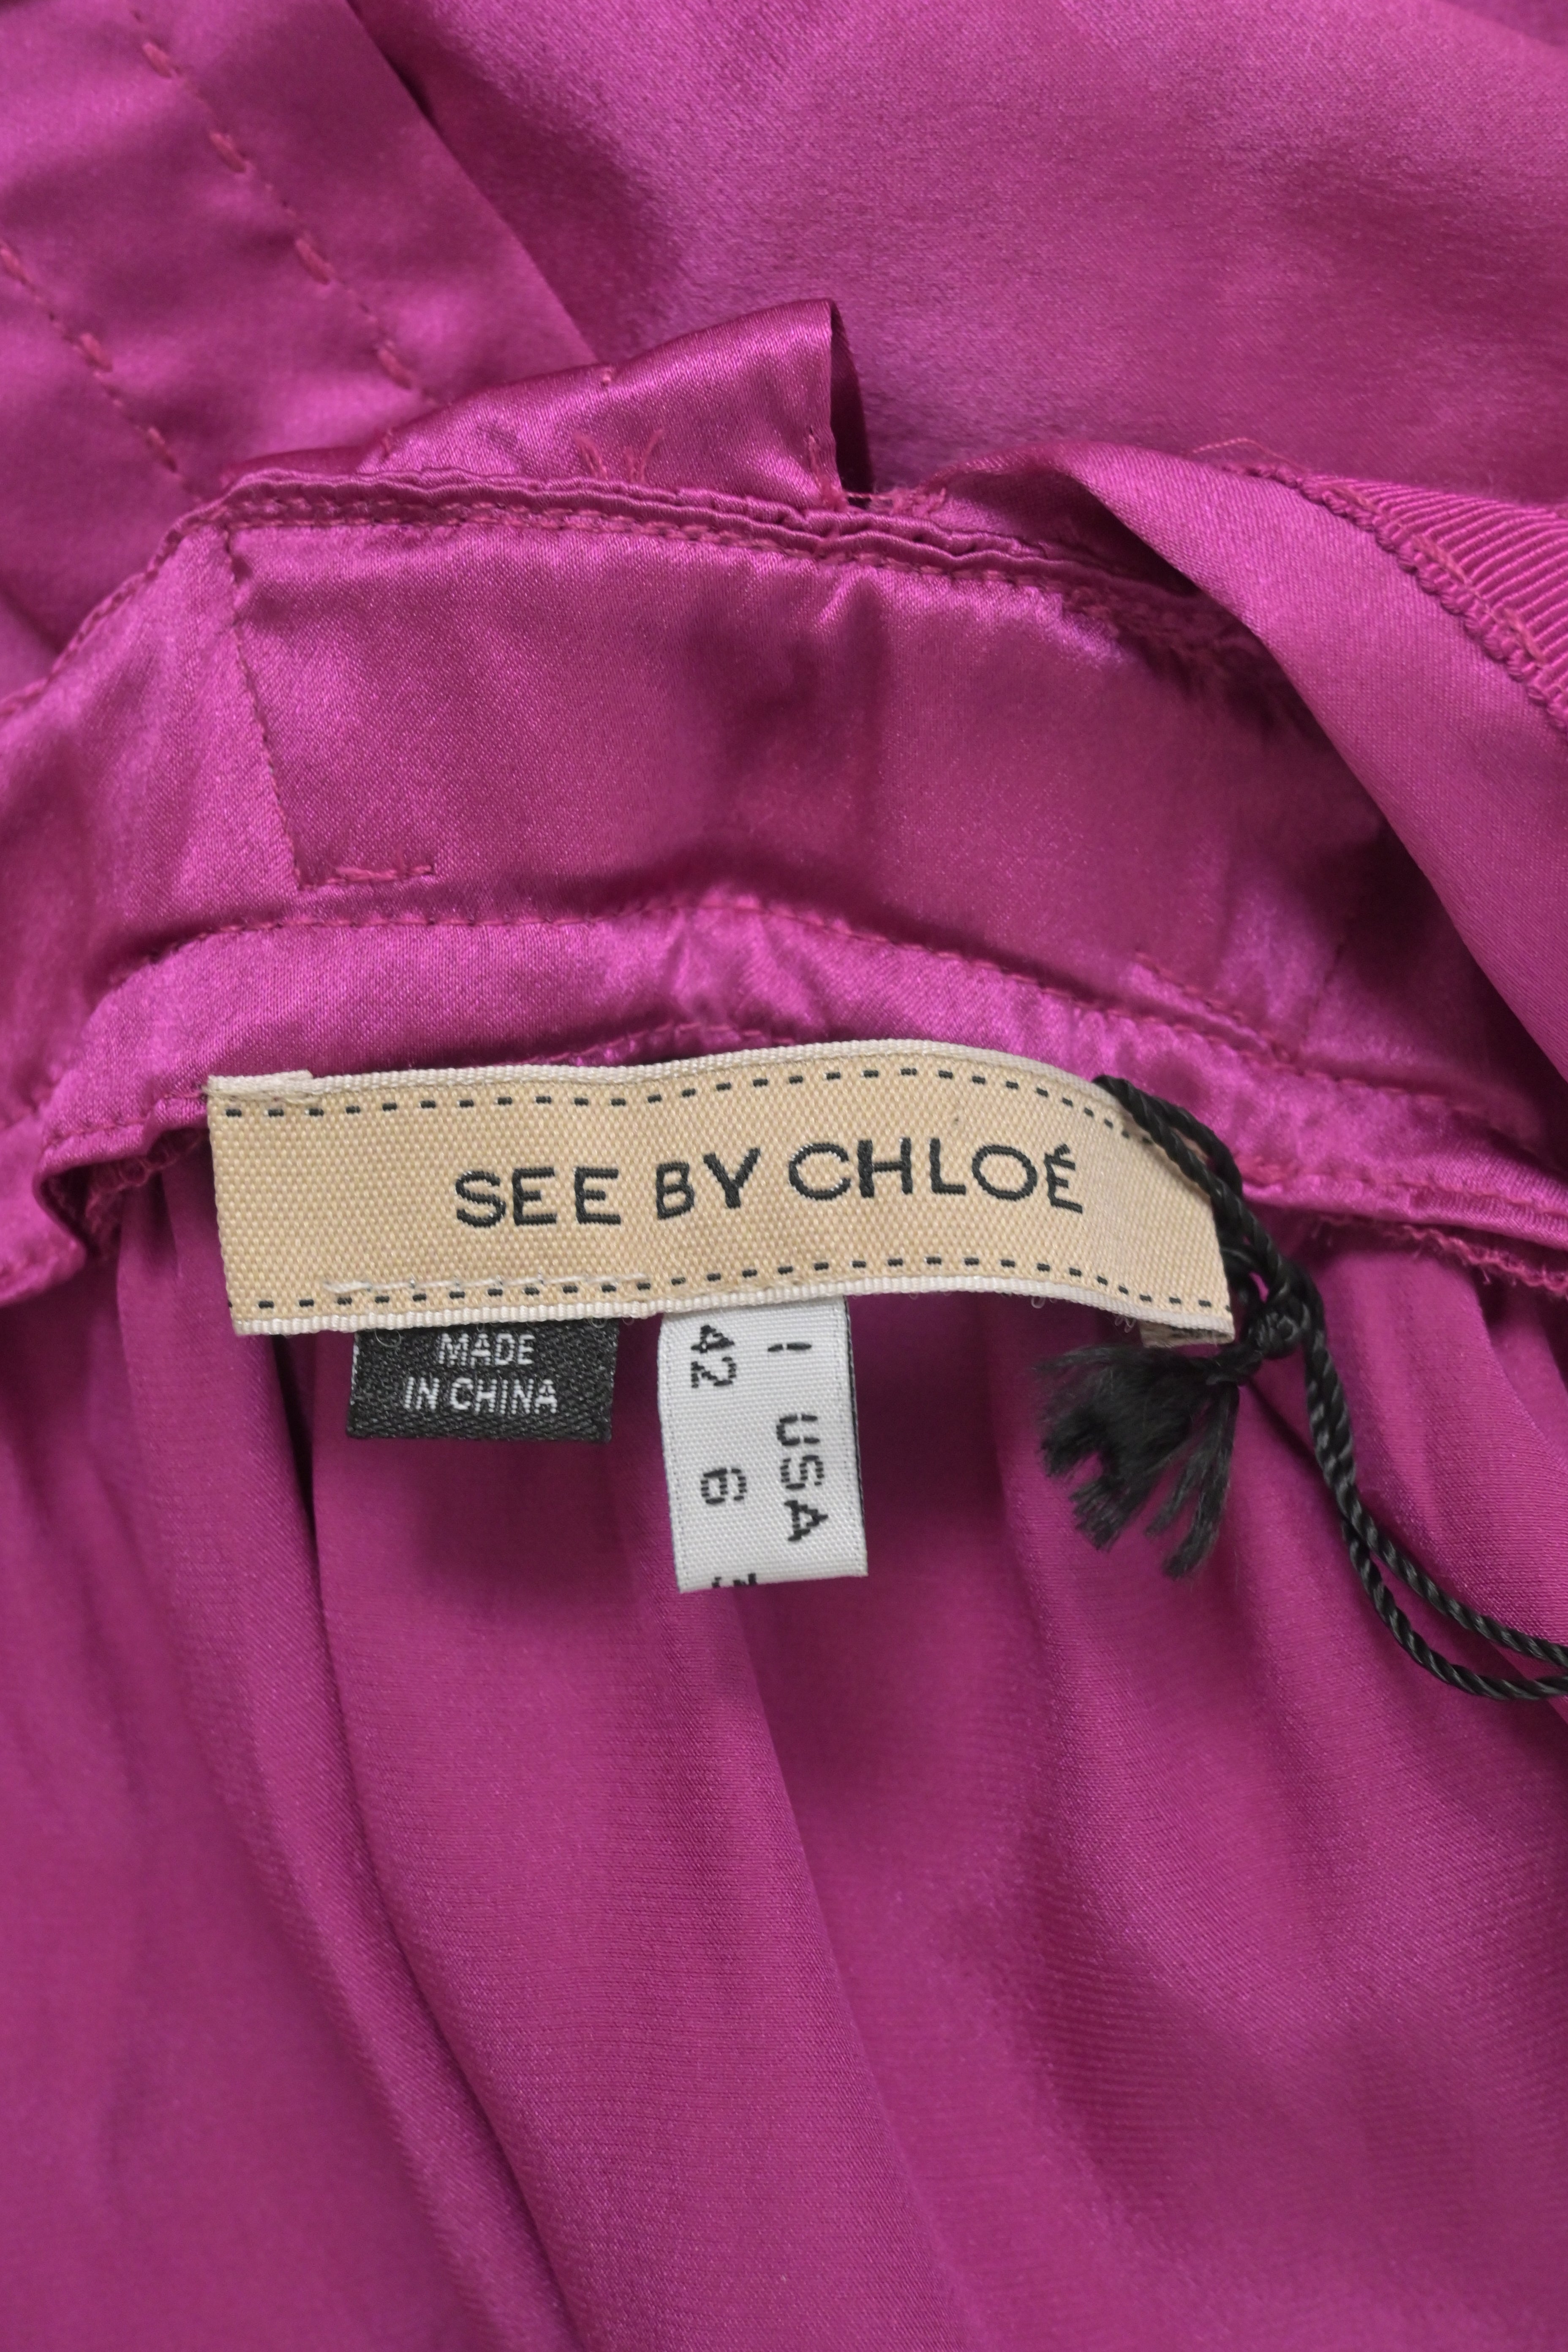 SEE BY CHLOÉ
MADE
IN CHINA
I USA
42 6